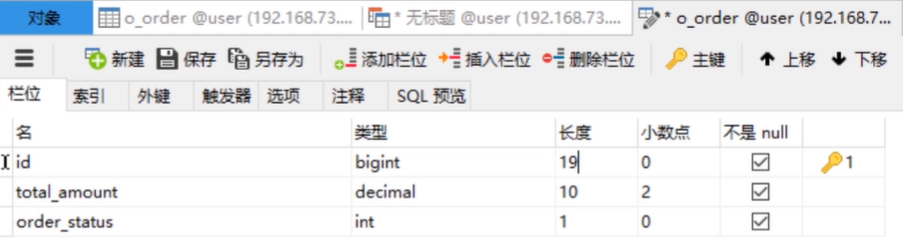 对象 o_order @user (192.168.73.... * 无标题 @user (192.168.73.... * o_order @user (192.168.7...
新建 保存 另存为 添加栏位 插入栏位 删除栏位 主键 上移 下移
栏位 索引 外键 触发器 选项 注释 SQL 预览
名 类型 长度 小数点 不是 null
id bigint 19 0 1
total_amount decimal 10 2
order_status int 1 0